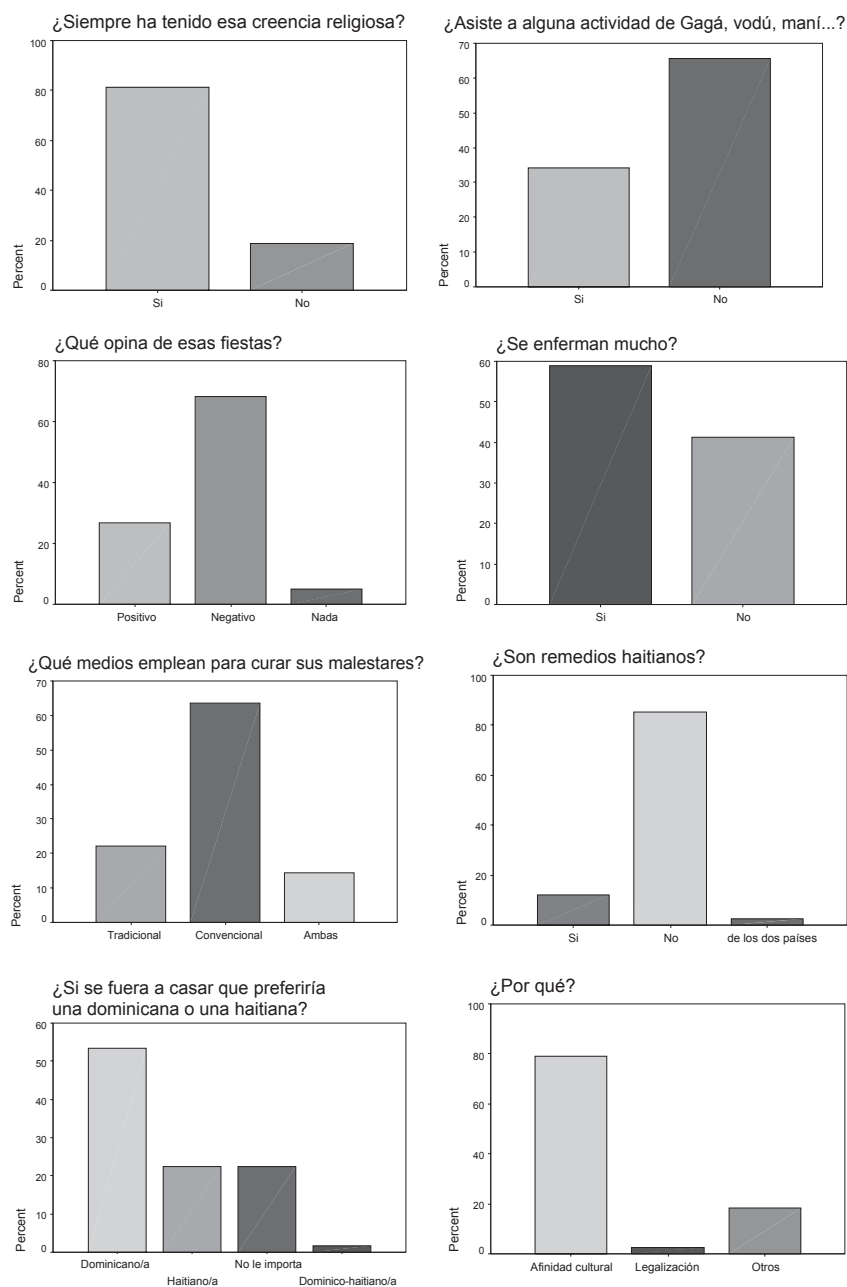 ¿Siempre ha tenido esa creencia religiosa?
100
80
60
40
20
0
Percent
Si
No
¿Asiste a alguna actividad de Gagá, vodú, maní...?
70
60
50
40
30
20
10
0
Percent
Si
No
¿Qué opina de esas fiestas?
80
60
40
20
0
Percent
Positivo
Negativo
Nada
¿Se enferman mucho?
60
50
40
30
20
10
0
Percent
Si
No
¿Qué medios emplean para curar sus malestares?
70
60
50
40
30
20
10
0
Percent
Tradicional
Convencional
Ambas
¿Son remedios haitianos?
100
80
60
40
20
0
Percent
Si
No
de los dos países
¿Si se fuera a casar que preferiría
una dominicana o una haitiana?
60
50
40
30
20
10
0
Percent
Dominicano/a
Haitiano/a
No le importa
Dominico-haitiano/a
¿Por qué?
100
80
60
40
20
0
Percent
Afinidad cultural
Legalización
Otros